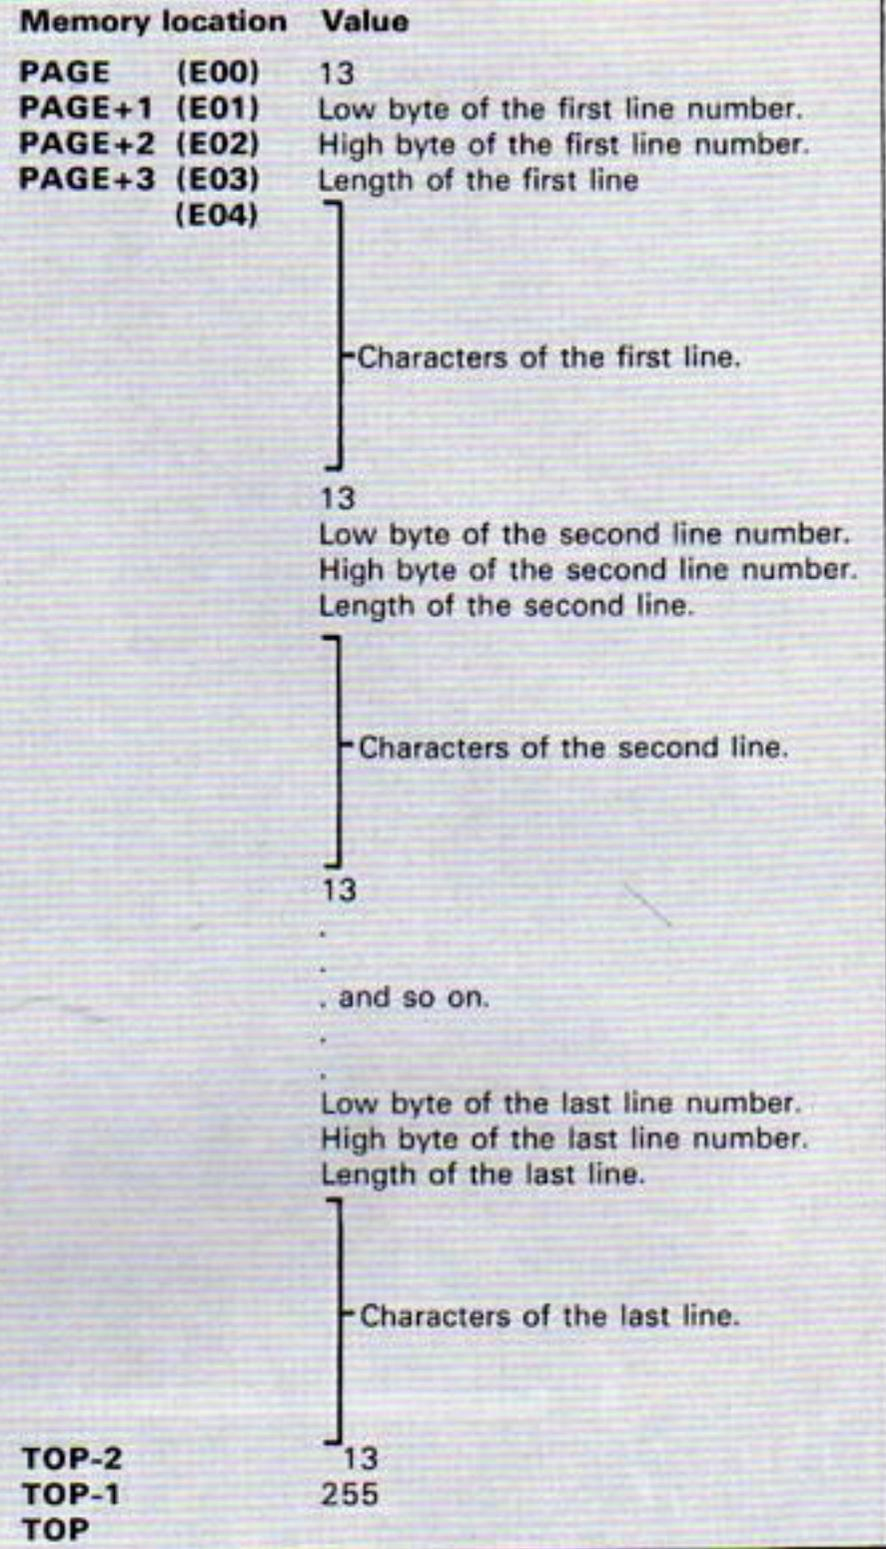 Memory location Value
PAGE (E00) 13
PAGE+1 (E01) Low byte of the first line number.
PAGE+2 (E02) High byte of the first line number.
PAGE+3 (E03) Length of the first line
(E04)
Characters of the first line.
13
Low byte of the second line number.
High byte of the second line number.
Length of the second line.
Characters of the second line.
13
.
.
. and so on.
.
.
Low byte of the last line number.
High byte of the last line number.
Length of the last line.
Characters of the last line.
TOP-2 13
TOP-1 255
TOP